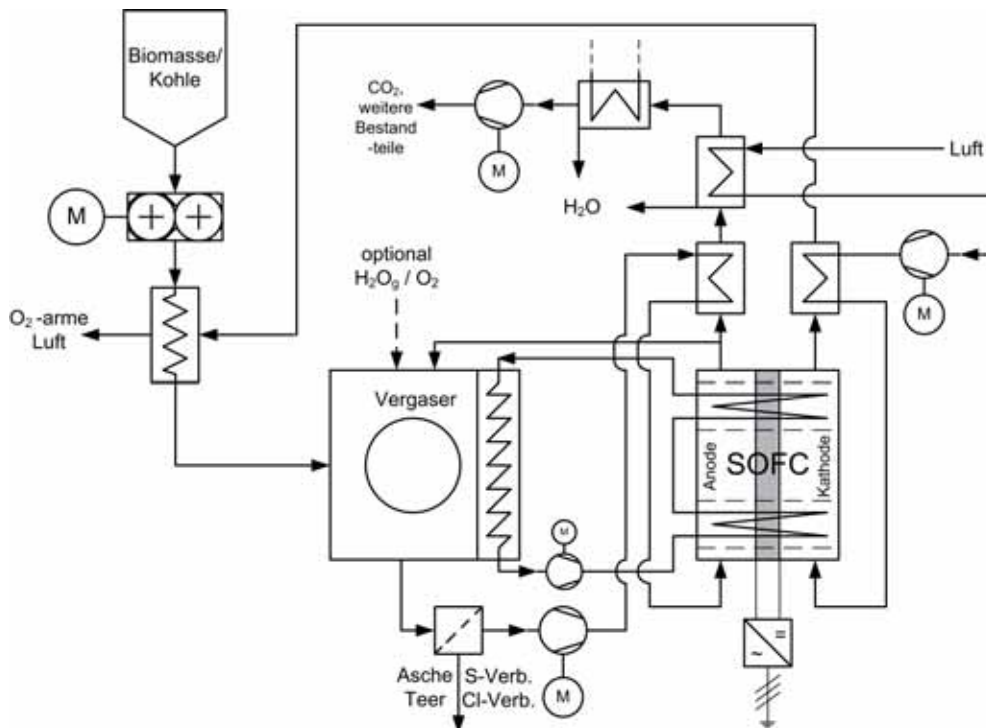 Biomasse/
Kohle
CO₂,
weitere
Bestand
-teile
M
Luft
M
H₂O
optional
H₂O₉ / O₂
M
O₂ -arme
Luft
Vergaser
Anode
SOFC
Kathode
M
Asche
Teer
S-Verb.
Cl-Verb.
M
~
=